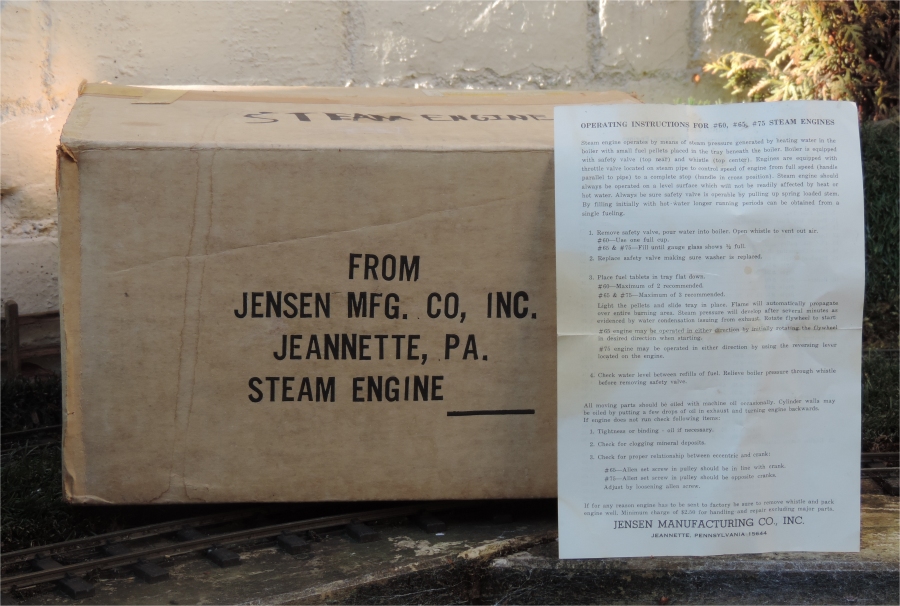 STEAM ENGINE
FROM
JENSEN MFG. CO, INC.
JEANNETTE, PA.
STEAM ENGINE
OPERATING INSTRUCTIONS FOR #60, #65, #75 STEAM ENGINES
Steam engine operates by means of steam pressure generated by heating water in the
boiler with small fuel pellets placed in the tray beneath the boiler. Boiler is equipped
with safety valve (top near) and whistle (top center). Engines are equipped with
throttle valve located on steam pipe to control speed of engine from full speed (handle
parallel to pipe) to a complete stop (handle in cross position). Steam engine should
always be operated on a level surface which will not be readily affected by heat or
hot water. Always be sure safety valve is operable by pulling up spring loaded item.
By filling initially with hot water longer running periods can be obtained from a
single fueling.
1. Remove safety valve, pour water into boiler. Open whistle to vent out air.
#60—Use one full cup.
#65 & #75—Fill until gauge glass shows full.
2. Replace safety valve making sure washer is replaced.
3. Place fuel tablets in tray flat down.
#60—Maximum of 2 recommended.
#65 & #75—Maximum of 3 recommended.
Light the pellets and slide tray in place. Flame will automatically propagate
over entire burning area. Steam pressure will develop after several minutes as
evidenced by water condensation issuing from exhaust. Rotate flywheel to start.
#65 engine may be operated in either direction by initially rotating the flywheel
in desired direction when starting.
#75 engine may be operated in either direction by using the reversing lever
located on the engine.
4. Check water level between refills of fuel. Relieve boiler pressure through whistle
before removing safety valve.
All moving parts should be oiled with machine oil occasionally. Cylinder walls may
be oiled by putting a few drops of oil in exhaust and turning engine backwards.
If engine does not run check following items:
1. Tightness or binding - oil if necessary.
2. Check for clogging mineral deposits.
3. Check for proper relationship between eccentric and crank:
#60—Allen set screw in pulley should be in line with crank.
#75—Allen set screw in pulley should be opposite cranks.
Adjust by loosening allen screw.
If for any reason engine has to be sent to factory be sure to remove whistle and pack
engine well. Minimum charge of $2.50 for handling and repair excluding major parts.
JENSEN MANUFACTURING CO., INC.
JEANNETTE, PENNSYLVANIA 15644